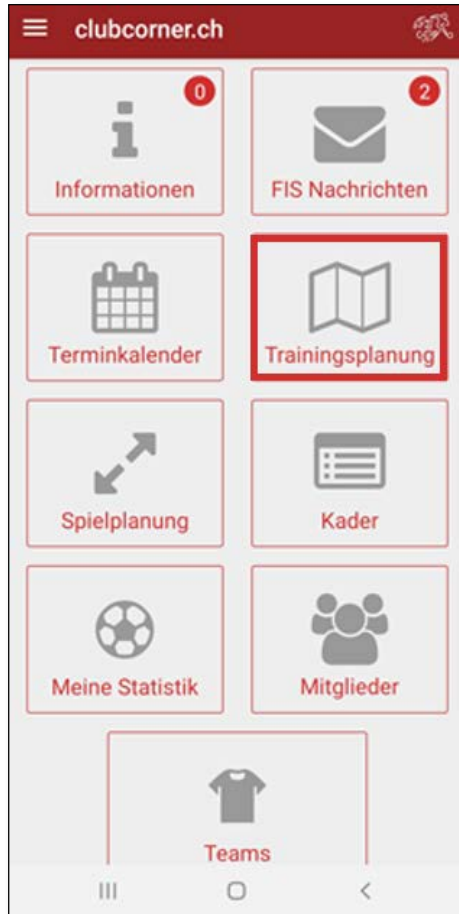 clubcorner.ch
0
2
Informationen
FIS Nachrichten
Terminkalender
Trainingsplanung
Spielplanung
Kader
Meine Statistik
Mitglieder
Teams